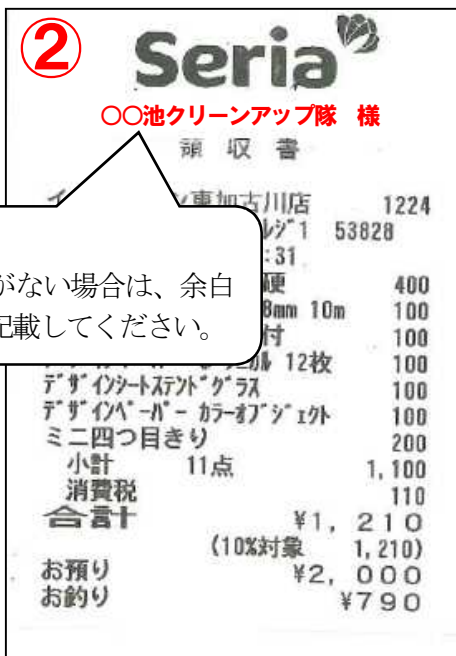 ②
Seria
〇〇池クリーンアップ隊 様
領収書
東加古川店 1224
ﾚｼﾞ1 53828
:31
硬 400
8mm 10m 100
付 100
12枚 100
ﾃﾞｻﾞｲﾝｼｰﾄｽﾃﾝﾄﾞｸﾞﾗｽ 100
ﾃﾞｻﾞｲﾝﾍﾟｰﾊﾟｰ ｶﾗｰｵﾌﾞｼﾞｪｸﾄ 100
ミニ四つ目きり 200
小計 11点 1,100
消費税 110
合計 ¥1,210
(10%対象 1,210)
お預り ¥2,000
お釣り ¥790
がない場合は、余白
記載してください。